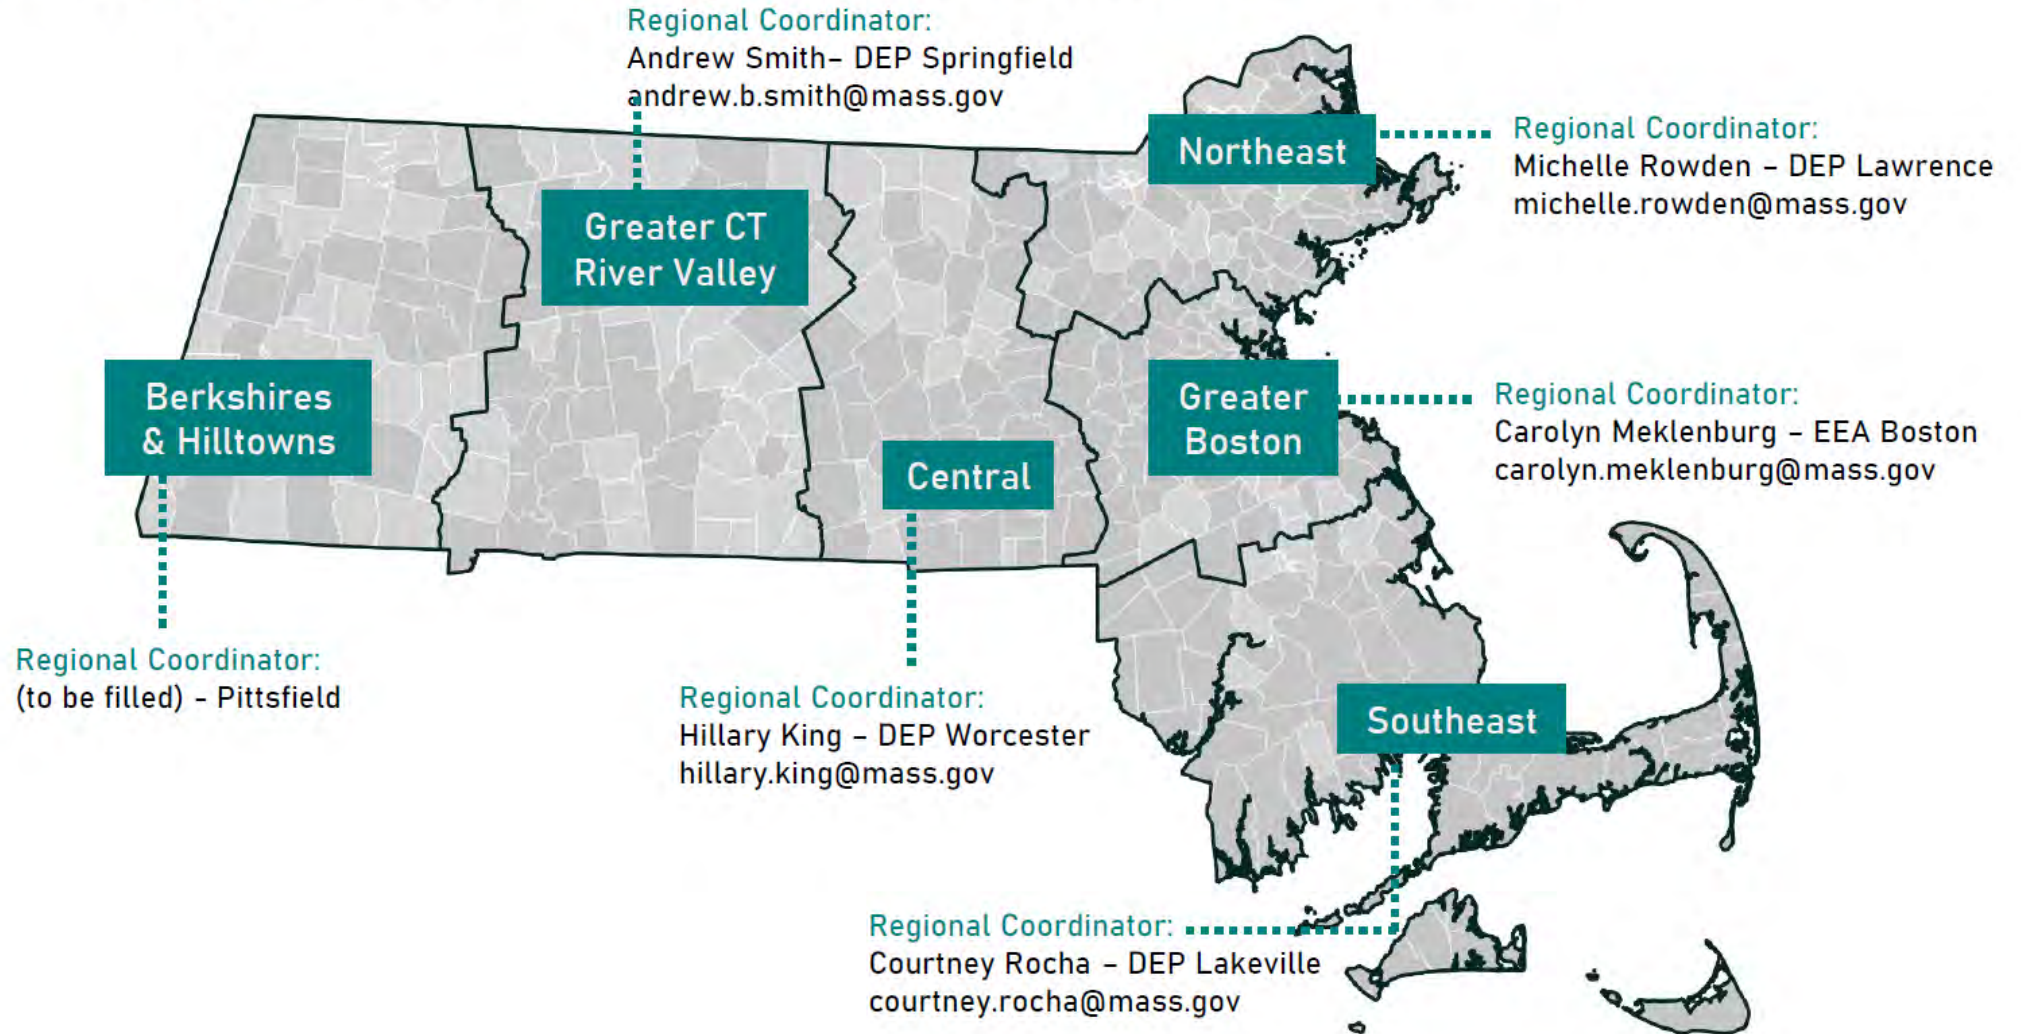 Regional Coordinator:
Andrew Smith– DEP Springfield
andrew.b.smith@mass.gov
Northeast
Regional Coordinator:
Michelle Rowden – DEP Lawrence
michelle.rowden@mass.gov
Greater CT
River Valley
Berkshires
& Hilltowns
Greater
Boston
Regional Coordinator:
Carolyn Meklenburg – EEA Boston
carolyn.meklenburg@mass.gov
Central
Regional Coordinator:
(to be filled) - Pittsfield
Regional Coordinator:
Hillary King – DEP Worcester
hillary.king@mass.gov
Southeast
Regional Coordinator:
Courtney Rocha – DEP Lakeville
courtney.rocha@mass.gov